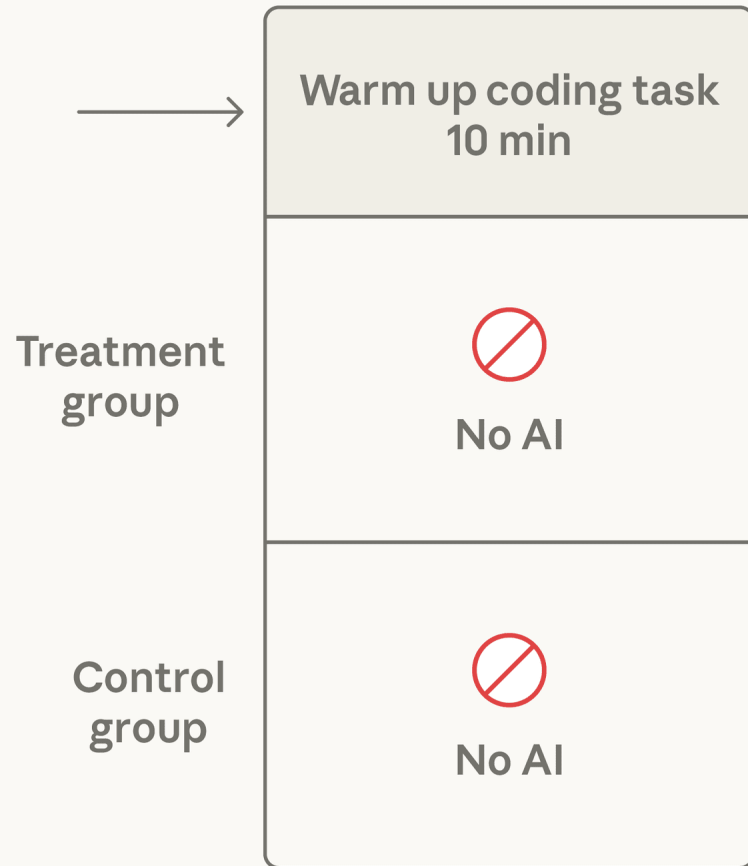 Warm up coding task
10 min
Treatment
group
No AI
Control
group
No AI